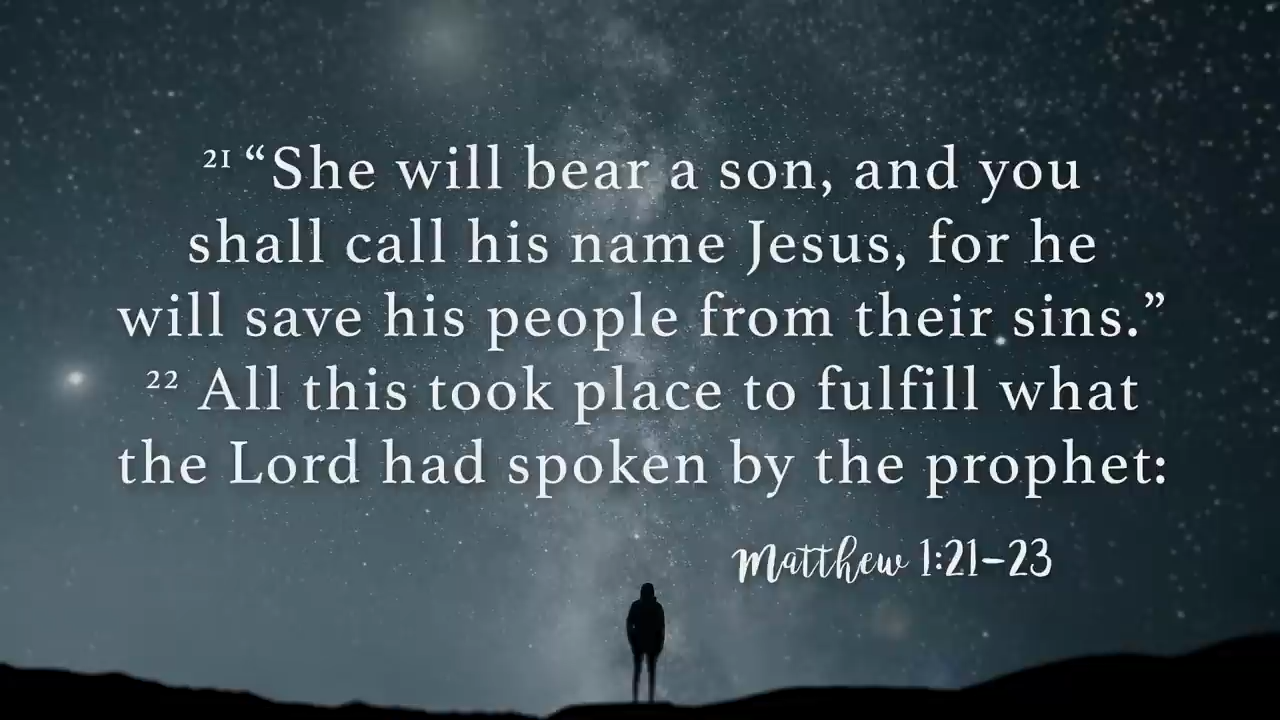 ²¹ “She will bear a son, and you
shall call his name Jesus, for he
will save his people from their sins.”
²² All this took place to fulfill what
the Lord had spoken by the prophet:
Matthew 1:21–23